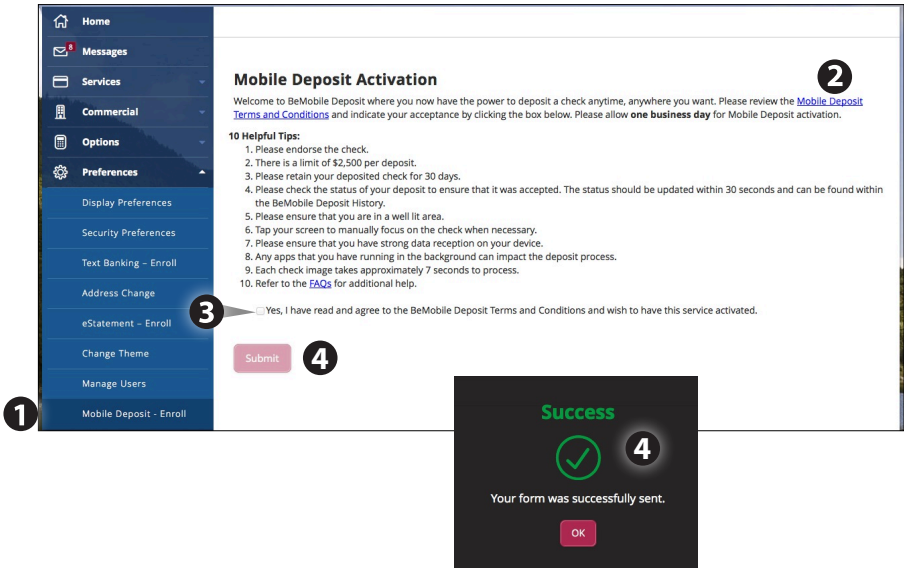 Home
8
Messages
Services
Commercial
Options
Preferences
Display Preferences
Security Preferences
Text Banking – Enroll
Address Change
eStatement – Enroll
Change Theme
Manage Users
1
Mobile Deposit - Enroll
Mobile Deposit Activation
2
Welcome to BeMobile Deposit where you now have the power to deposit a check anytime, anywhere you want. Please review the Mobile Deposit
Terms and Conditions and indicate your acceptance by clicking the box below. Please allow one business day for Mobile Deposit activation.
10 Helpful Tips:
1. Please endorse the check.
2. There is a limit of $2,500 per deposit.
3. Please retain your deposited check for 30 days.
4. Please check the status of your deposit to ensure that it was accepted. The status should be updated within 30 seconds and can be found within
the BeMobile Deposit History.
5. Please ensure that you are in a well lit area.
6. Tap your screen to manually focus on the check when necessary.
7. Please ensure that you have strong data reception on your device.
8. Any apps that you have running in the background can impact the deposit process.
9. Each check image takes approximately 7 seconds to process.
10. Refer to the FAQs for additional help.
3
Yes, I have read and agree to the BeMobile Deposit Terms and Conditions and wish to have this service activated.
Submit
4
Success
4
Your form was successfully sent.
OK